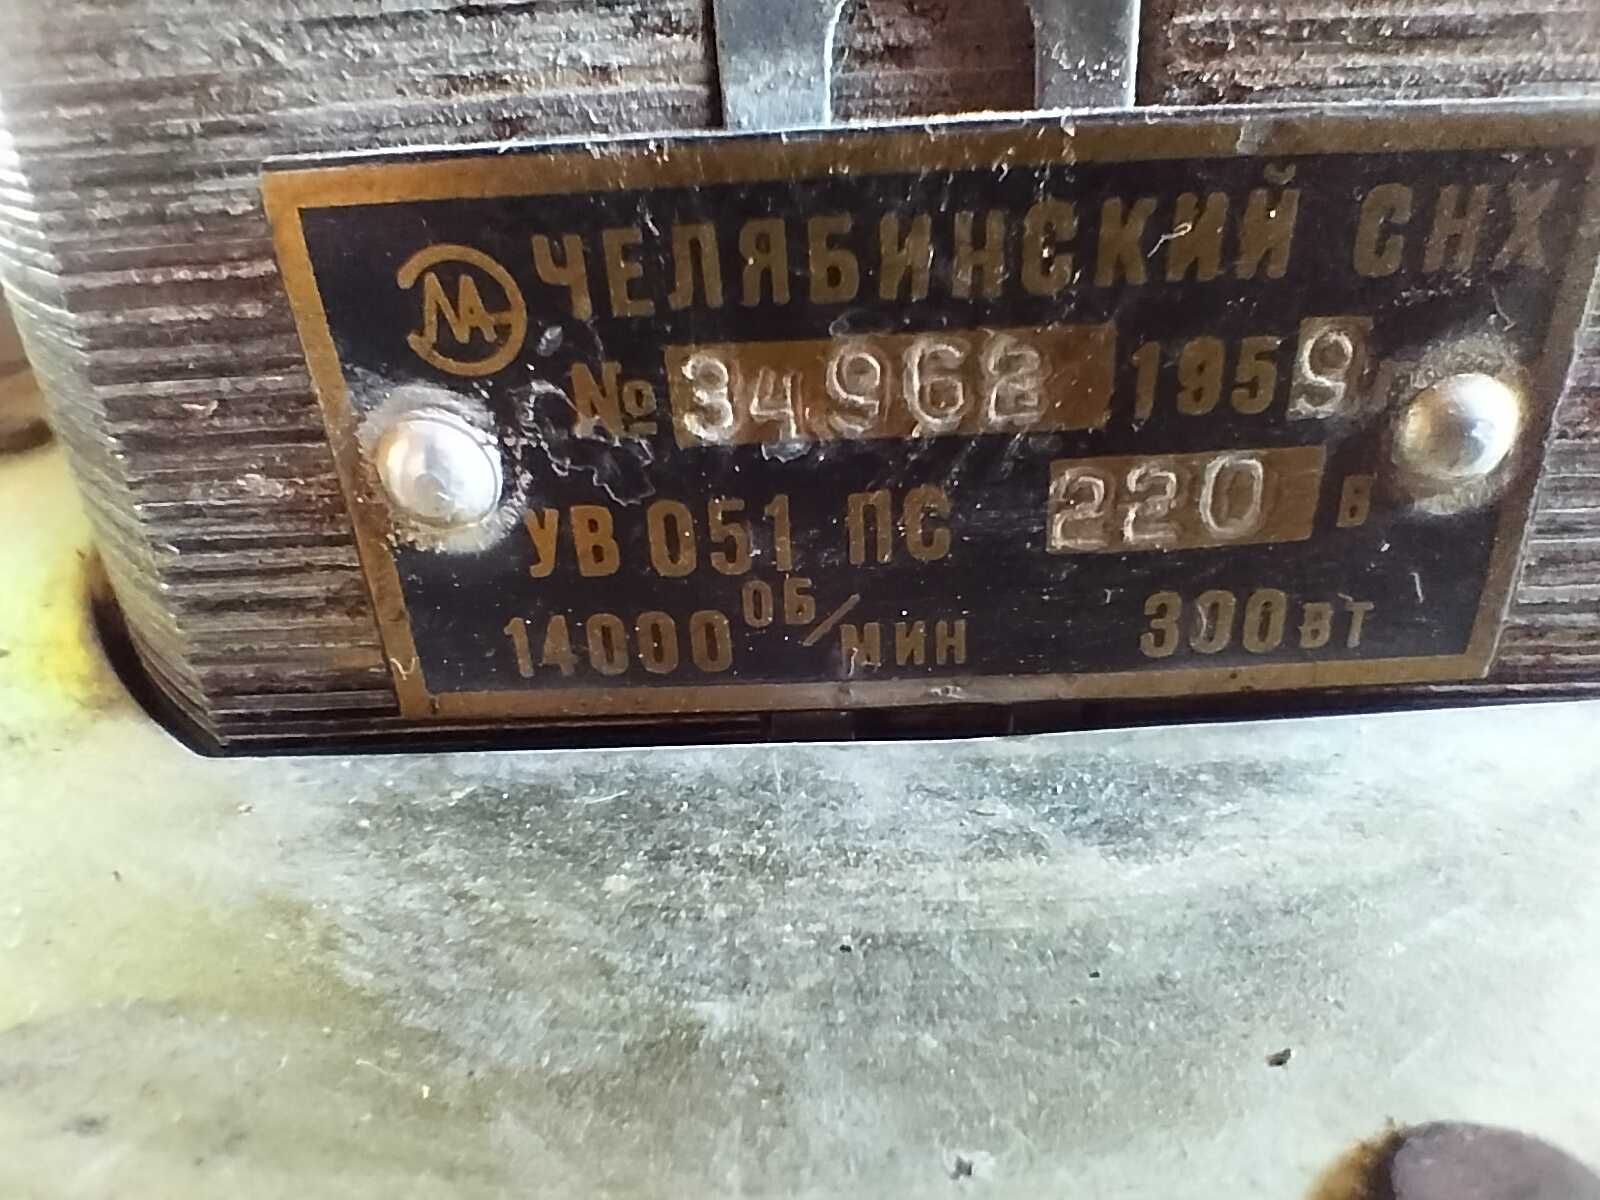 ЧЕЛЯБИНСКИЙ СНХ
№ 34962 1959 г.
УВ 051 ПС 220 В
14000 ОБ/МИН 300 ВТ